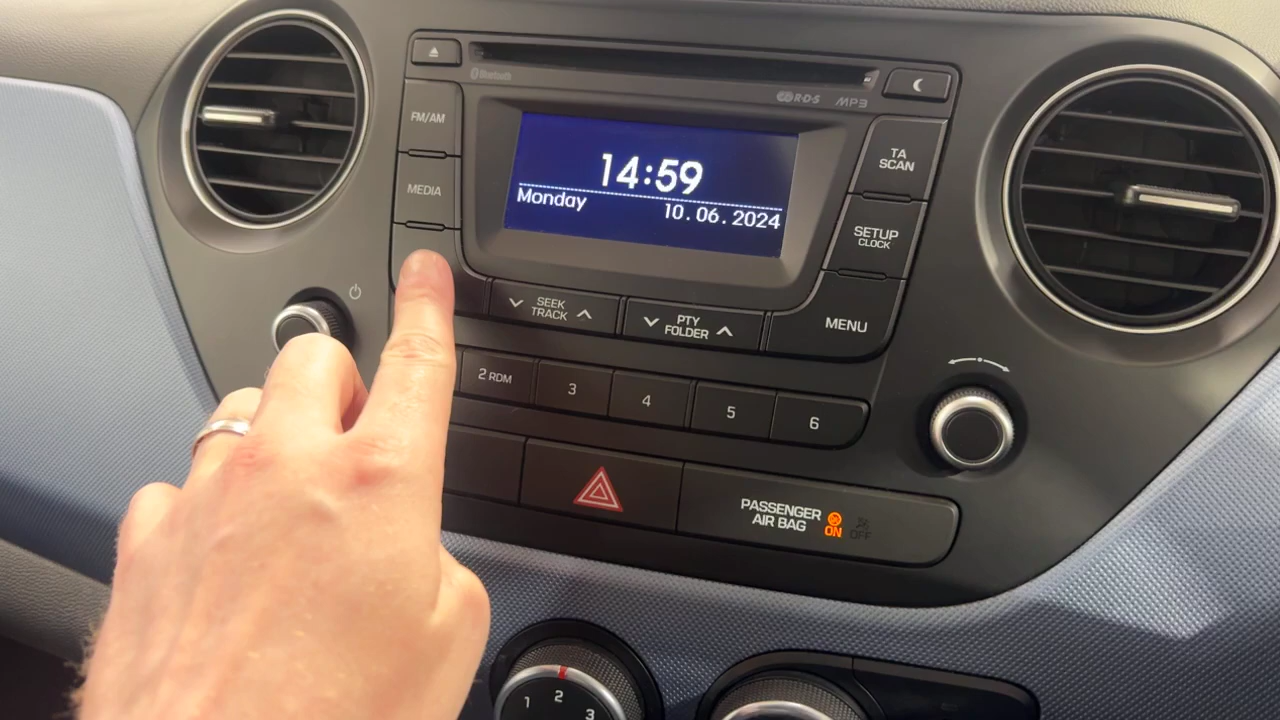 Bluetooth
R·D·S MP3
FM/AM
14:59
TA
SCAN
MEDIA
Monday 10.06.2024
SETUP
CLOCK
SEEK
TRACK
PTY
FOLDER
MENU
2 RDM
3
4
5
6
PASSENGER
AIR BAG
ON
OFF
1
2
3